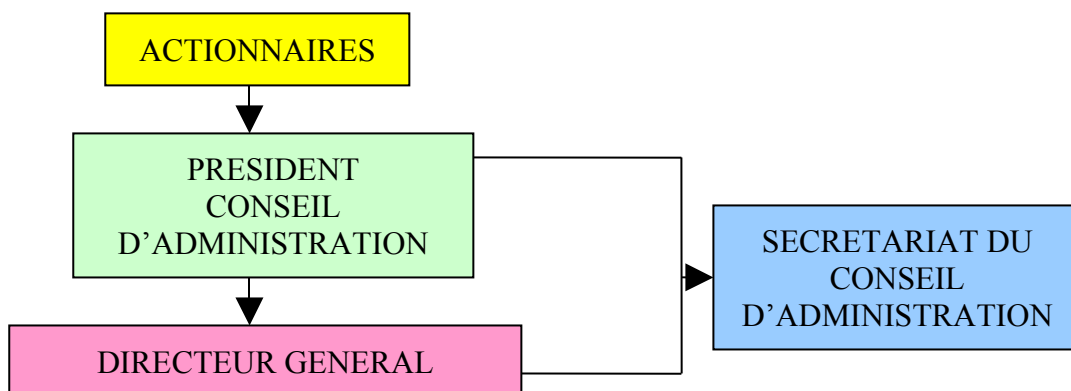 ACTIONNAIRES
PRESIDENT
CONSEIL
D’ADMINISTRATION
SECRETARIAT DU
CONSEIL
D’ADMINISTRATION
DIRECTEUR GENERAL